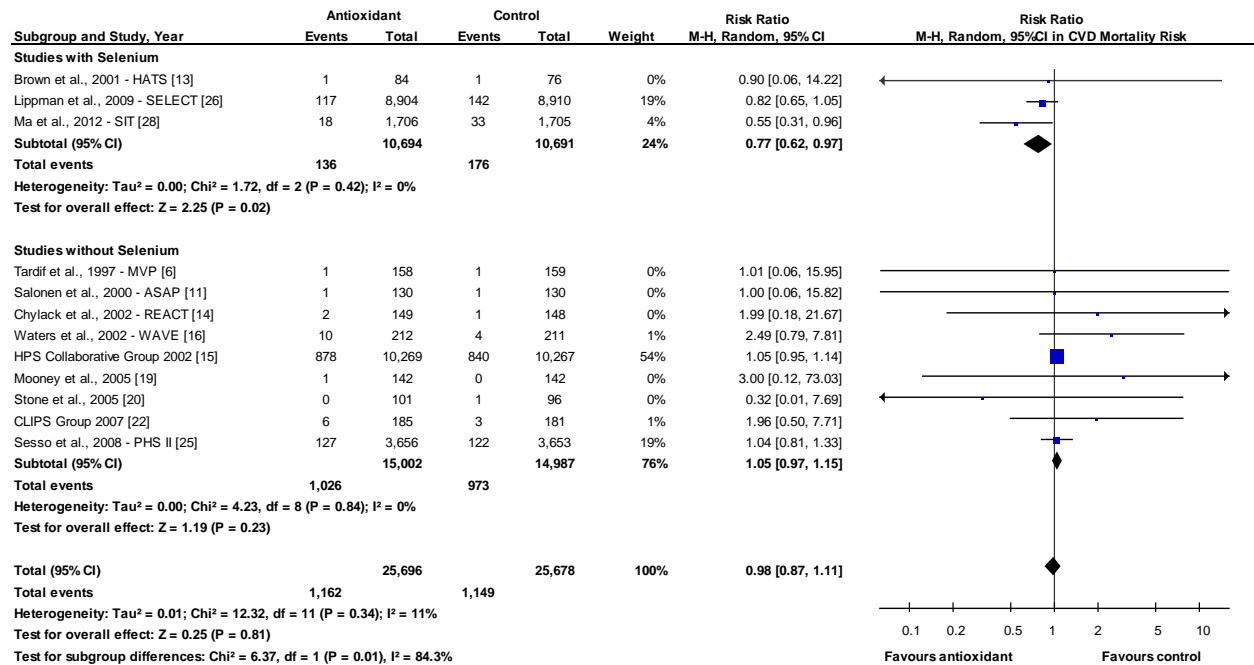 Antioxidant Control Risk Ratio Risk Ratio
Subgroup and Study, Year Events Total Events Total Weight M-H, Random, 95% CI M-H, Random, 95%CI in CVD Mortality Risk
Studies with Selenium
Brown et al., 2001 - HATS [13] 1 84 1 76 0% 0.90 [0.06, 14.22]
Lippman et al., 2009 - SELECT [26] 117 8,904 142 8,910 19% 0.82 [0.65, 1.05]
Ma et al., 2012 - SIT [28] 18 1,706 33 1,705 4% 0.55 [0.31, 0.96]
Subtotal (95% CI) 10,694 10,691 24% 0.77 [0.62, 0.97]
Total events 136 176
Heterogeneity: Tau² = 0.00; Chi² = 1.72, df = 2 (P = 0.42); I² = 0%
Test for overall effect: Z = 2.25 (P = 0.02)
Studies without Selenium
Tardif et al., 1997 - MVP [6] 1 158 1 159 0% 1.01 [0.06, 15.95]
Salonen et al., 2000 - ASAP [11] 1 130 1 130 0% 1.00 [0.06, 15.82]
Chylack et al., 2002 - REACT [14] 2 149 1 148 0% 1.99 [0.18, 21.67]
Waters et al., 2002 - WAVE [16] 10 212 4 211 1% 2.49 [0.79, 7.81]
HPS Collaborative Group 2002 [15] 878 10,269 840 10,267 54% 1.05 [0.95, 1.14]
Mooney et al., 2005 [19] 1 142 0 142 0% 3.00 [0.12, 73.03]
Stone et al., 2005 [20] 0 101 1 96 0% 0.32 [0.01, 7.69]
CLIPS Group 2007 [22] 6 185 3 181 1% 1.96 [0.50, 7.71]
Sesso et al., 2008 - PHS II [25] 127 3,656 122 3,653 19% 1.04 [0.81, 1.33]
Subtotal (95% CI) 15,002 14,987 76% 1.05 [0.97, 1.15]
Total events 1,026 973
Heterogeneity: Tau² = 0.00; Chi² = 4.23, df = 8 (P = 0.84); I² = 0%
Test for overall effect: Z = 1.19 (P = 0.23)
Total (95% CI) 25,696 25,678 100% 0.98 [0.87, 1.11]
Total events 1,162 1,149
Heterogeneity: Tau² = 0.01; Chi² = 12.32, df = 11 (P = 0.34); I² = 11%
Test for overall effect: Z = 0.25 (P = 0.81)
Test for subgroup differences: Chi² = 6.37, df = 1 (P = 0.01), I² = 84.3%
0.1 0.2 0.5 1 2 5 10
Favours antioxidant Favours control